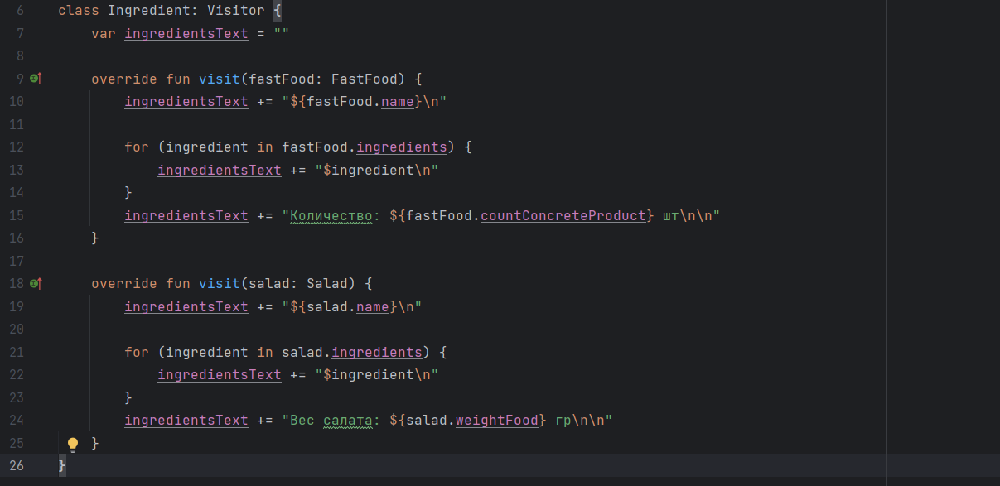 6 class Ingredient: Visitor {
7 var ingredientsText = ""
8
9 override fun visit(fastFood: FastFood) {
10 ingredientsText += "${fastFood.name}\n"
11
12 for (ingredient in fastFood.ingredients) {
13 ingredientsText += "$ingredient\n"
14 }
15 ingredientsText += "Количество: ${fastFood.countConcreteProduct} шт\n\n"
16 }
17
18 override fun visit(salad: Salad) {
19 ingredientsText += "${salad.name}\n"
20
21 for (ingredient in salad.ingredients) {
22 ingredientsText += "$ingredient\n"
23 }
24 ingredientsText += "Вес салата: ${salad.weightFood} гр\n\n"
25 }
26 }